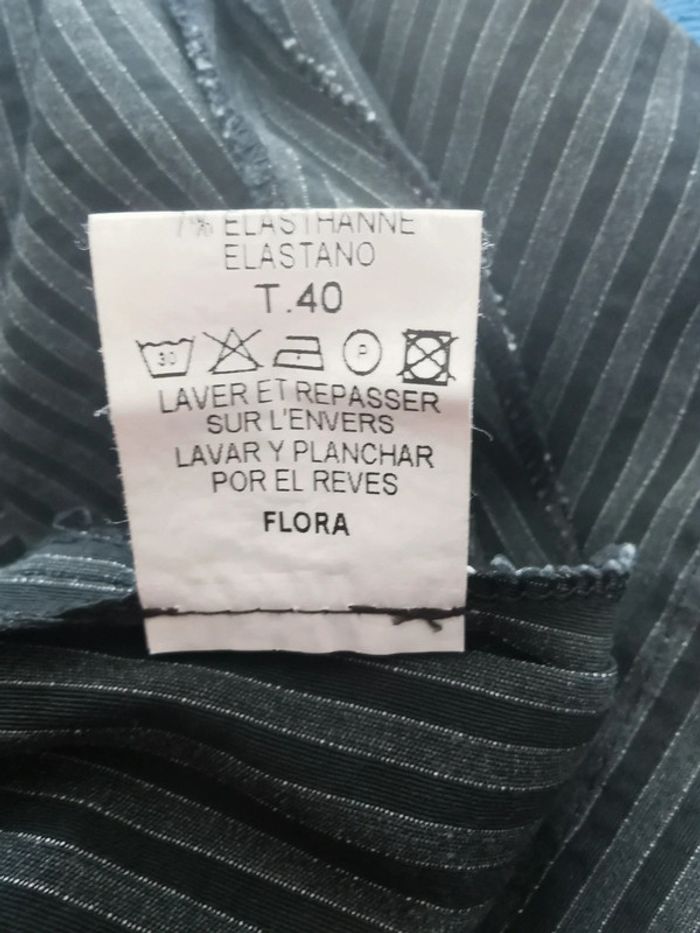 % ELASTHANNE
ELASTANO
T.40
30 P
LAVER ET REPASSER
SUR L'ENVERS
LAVAR Y PLANCHAR
POR EL REVES
FLORA